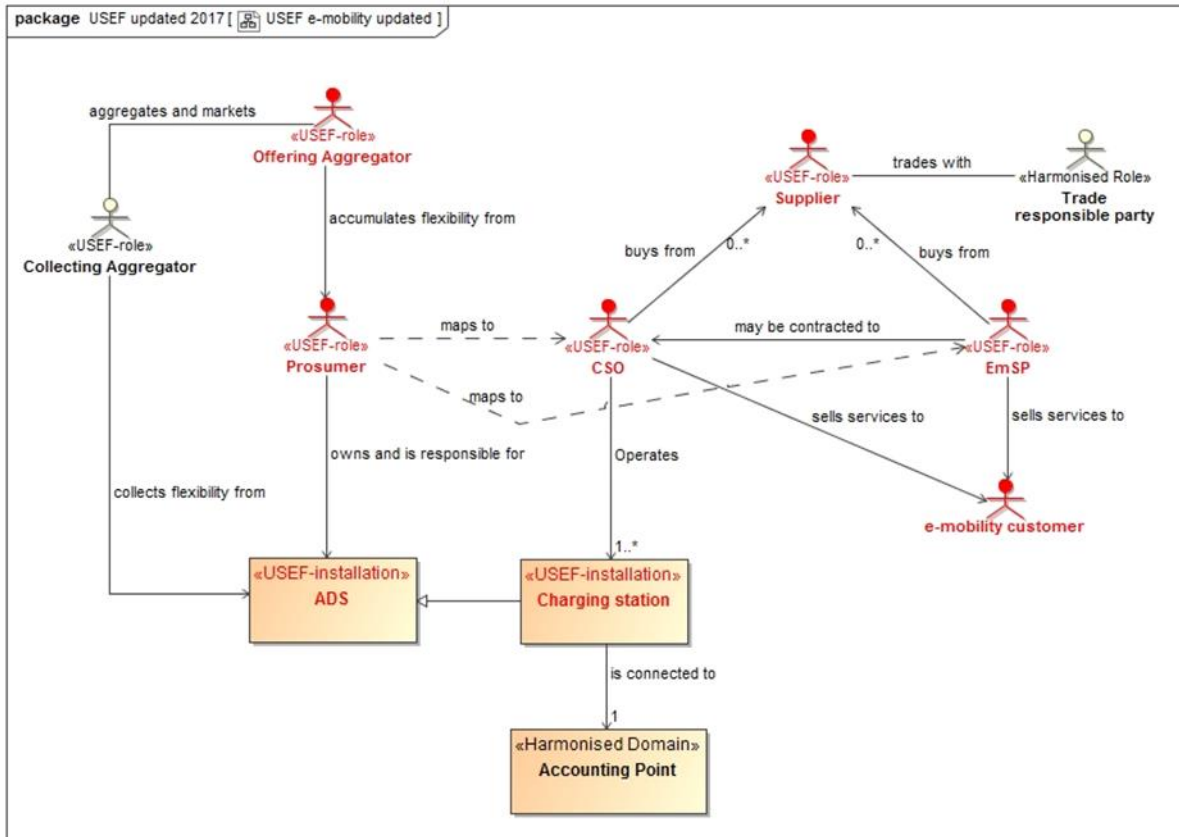 package USEF updated 2017 [ USEF e-mobility updated ]
aggregates and markets
«USEF-role»
Offering Aggregator
«USEF-role»
Supplier
trades with
«Harmonised Role»
Trade
responsible party
«USEF-role»
Collecting Aggregator
accumulates flexibility from
buys from
0..*
0..*
buys from
«USEF-role»
Prosumer
maps to
«USEF-role»
CSO
may be contracted to
«USEF-role»
EmSP
maps to
sells services to
sells services to
owns and is responsible for
Operates
collects flexibility from
e-mobility customer
1..*
«USEF-installation»
ADS
«USEF-installation»
Charging station
is connected to
1
«Harmonised Domain»
Accounting Point